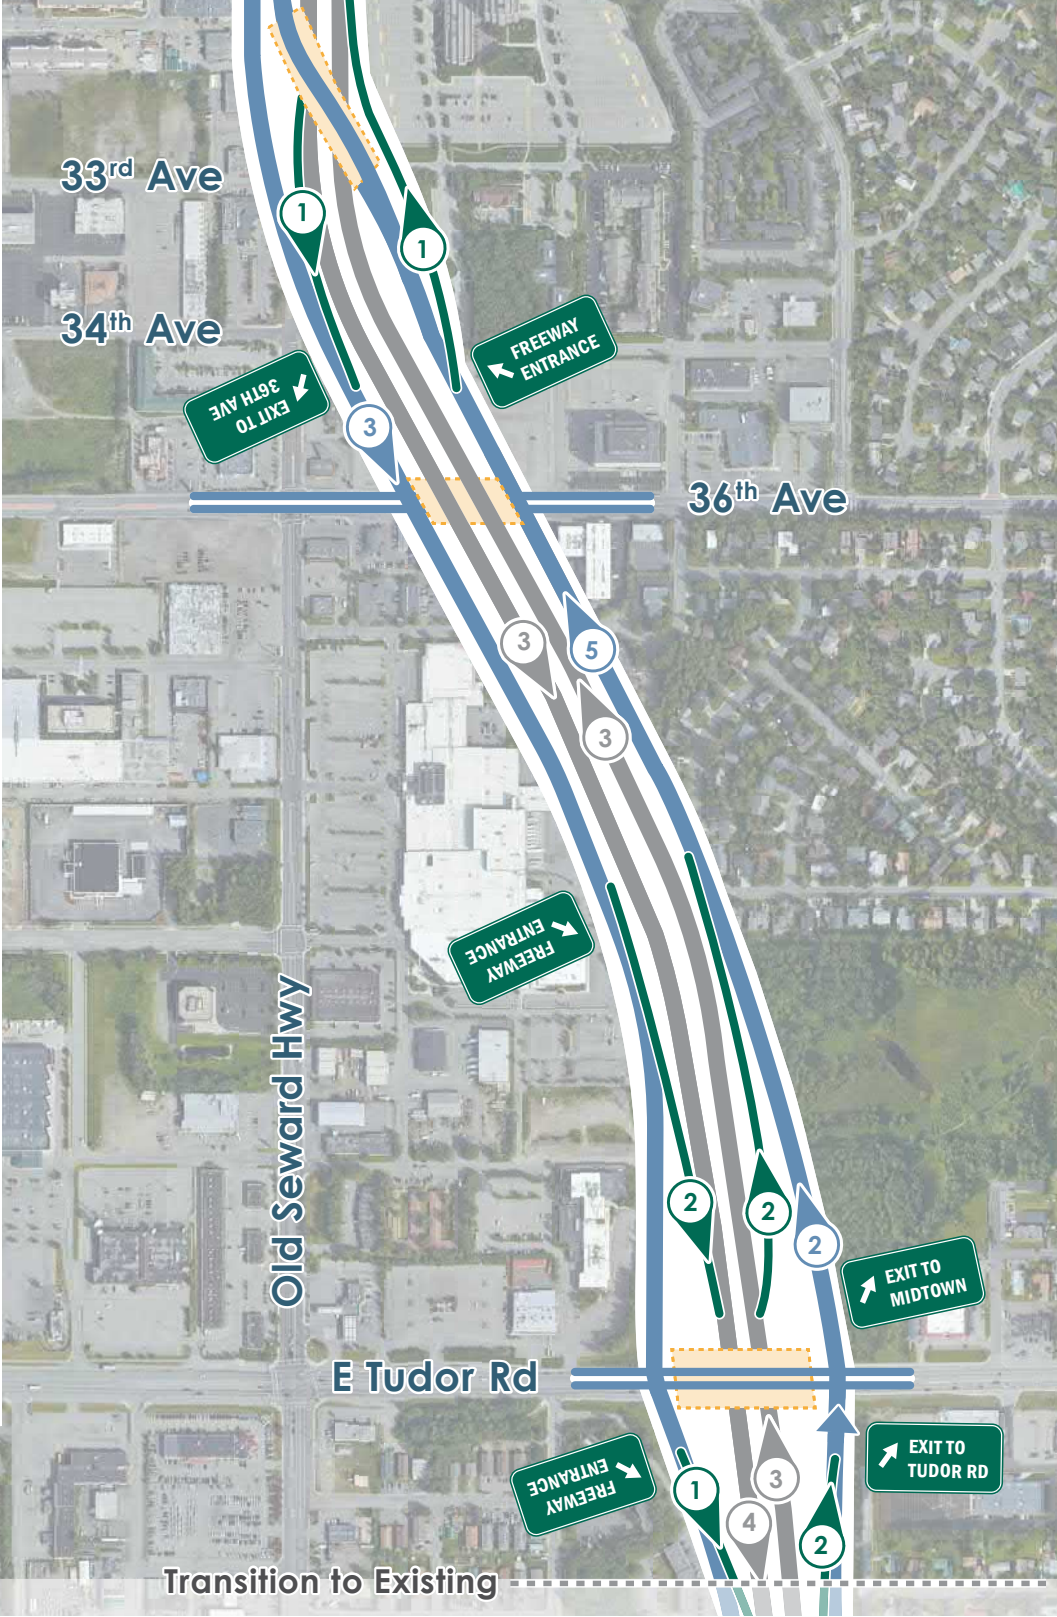 33rd Ave
1
1
34th Ave
FREEWAY
ENTRANCE
EXIT TO
36TH AVE
3
36th Ave
3
5
3
FREEWAY
ENTRANCE
Old Seward Hwy
2
2
2
EXIT TO
MIDTOWN
E Tudor Rd
EXIT TO
TUDOR RD
FREEWAY
ENTRANCE
1
3
4
2
Transition to Existing